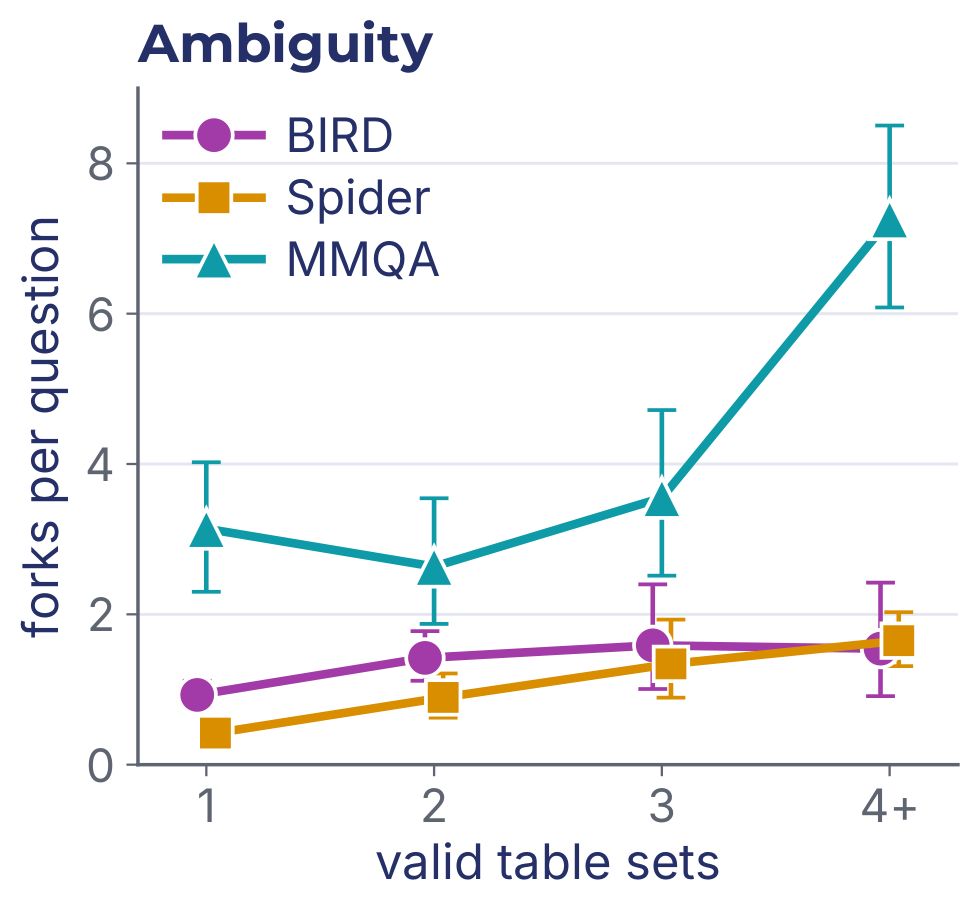 Ambiguity
BIRD
Spider
MMQA
forks per question
8
6
4
2
0
1 2 3 4+
valid table sets